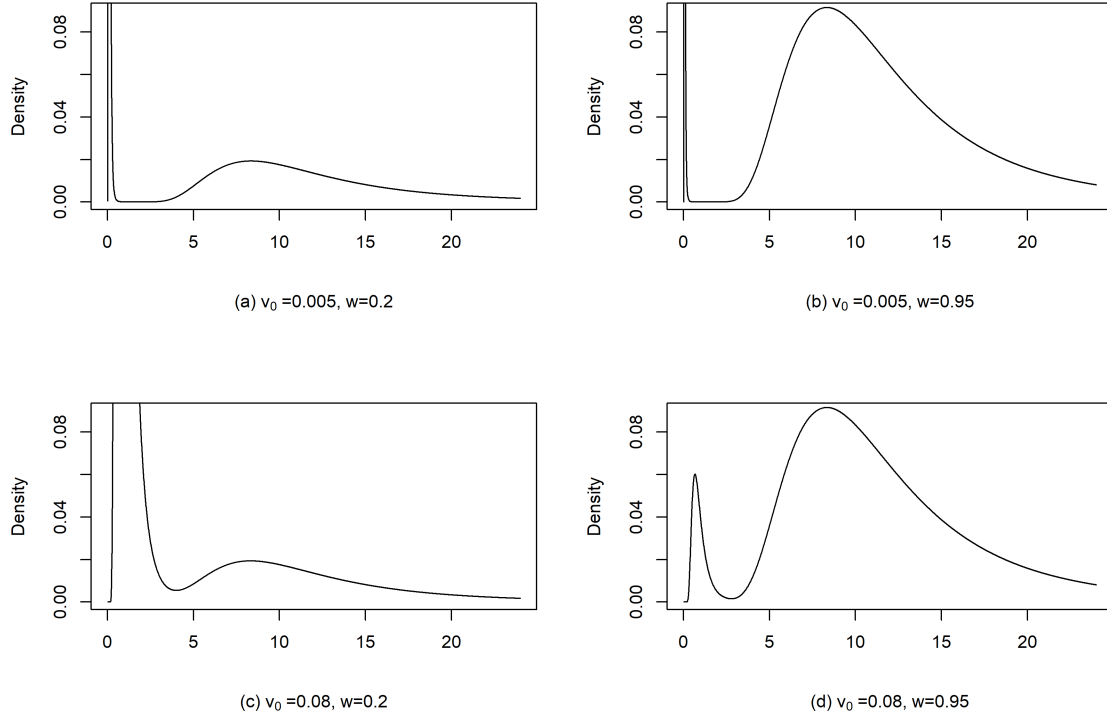 Density
0.00 0.04 0.08
0 5 10 15 20
(a) v₀ =0.005, w=0.2
Density
0.00 0.04 0.08
0 5 10 15 20
(b) v₀ =0.005, w=0.95
Density
0.00 0.04 0.08
0 5 10 15 20
(c) v₀ =0.08, w=0.2
Density
0.00 0.04 0.08
0 5 10 15 20
(d) v₀ =0.08, w=0.95